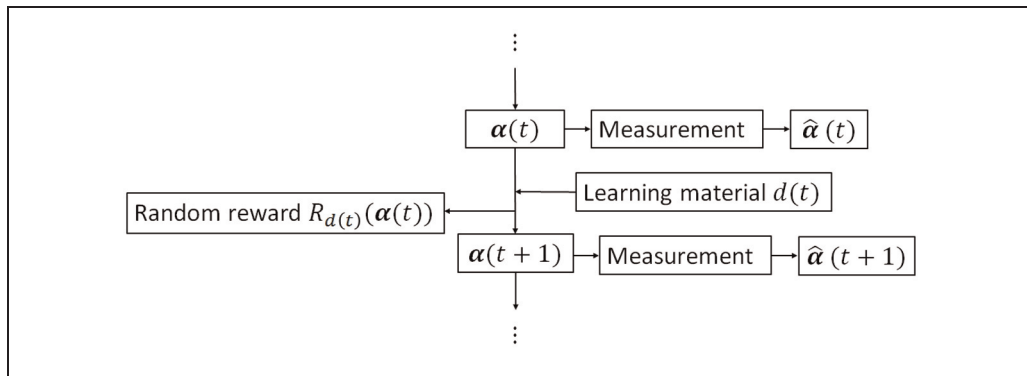 ⋮
𝜶(t) Measurement 𝜶̂ (t)
Learning material d(t)
Random reward R_{d(t)}(𝜶(t))
𝜶(t + 1) Measurement 𝜶̂ (t + 1)
⋮